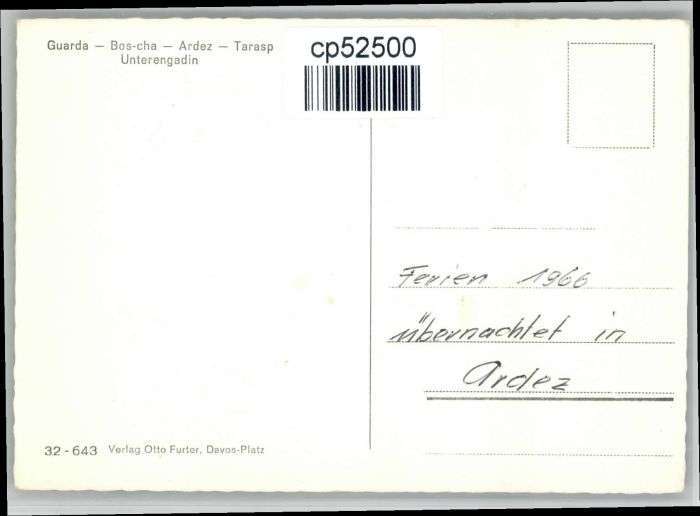 Guarda — Bos-cha — Ardez — Tarasp
Unterengadin
cp52500
Ferien 1966
übernachtet in
Ardez
32-643 Verlag Otto Furter, Davos-Platz